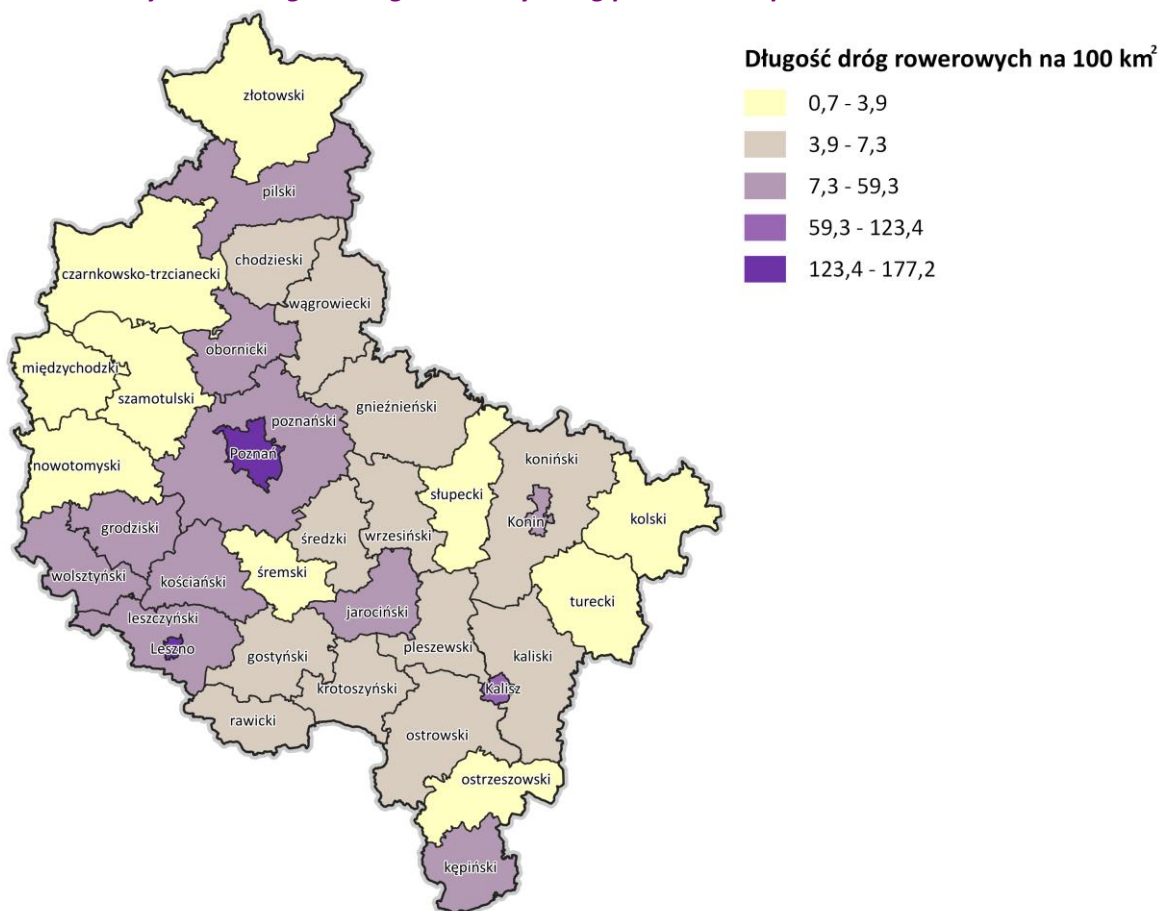 Długość dróg rowerowych na 100 km²
0,7 - 3,9
3,9 - 7,3
7,3 - 59,3
59,3 - 123,4
123,4 - 177,2
złotowski
pilski
chodzieski
czarnkowsko-trzcianecki
wągrowiecki
obornicki
międzychodzki
szamotulski
gnieźnieński
poznański
Poznań
koniński
nowotomyski
słupecki
kolski
Konin
grodziski
średzki
wrzesiński
śremski
wolsztyński
kościański
turecki
jarociński
leszczyński
Leszno
pleszewski
kaliski
gostyński
krotoszyński
Kalisz
rawicki
ostrowski
ostrzeszowski
kępiński